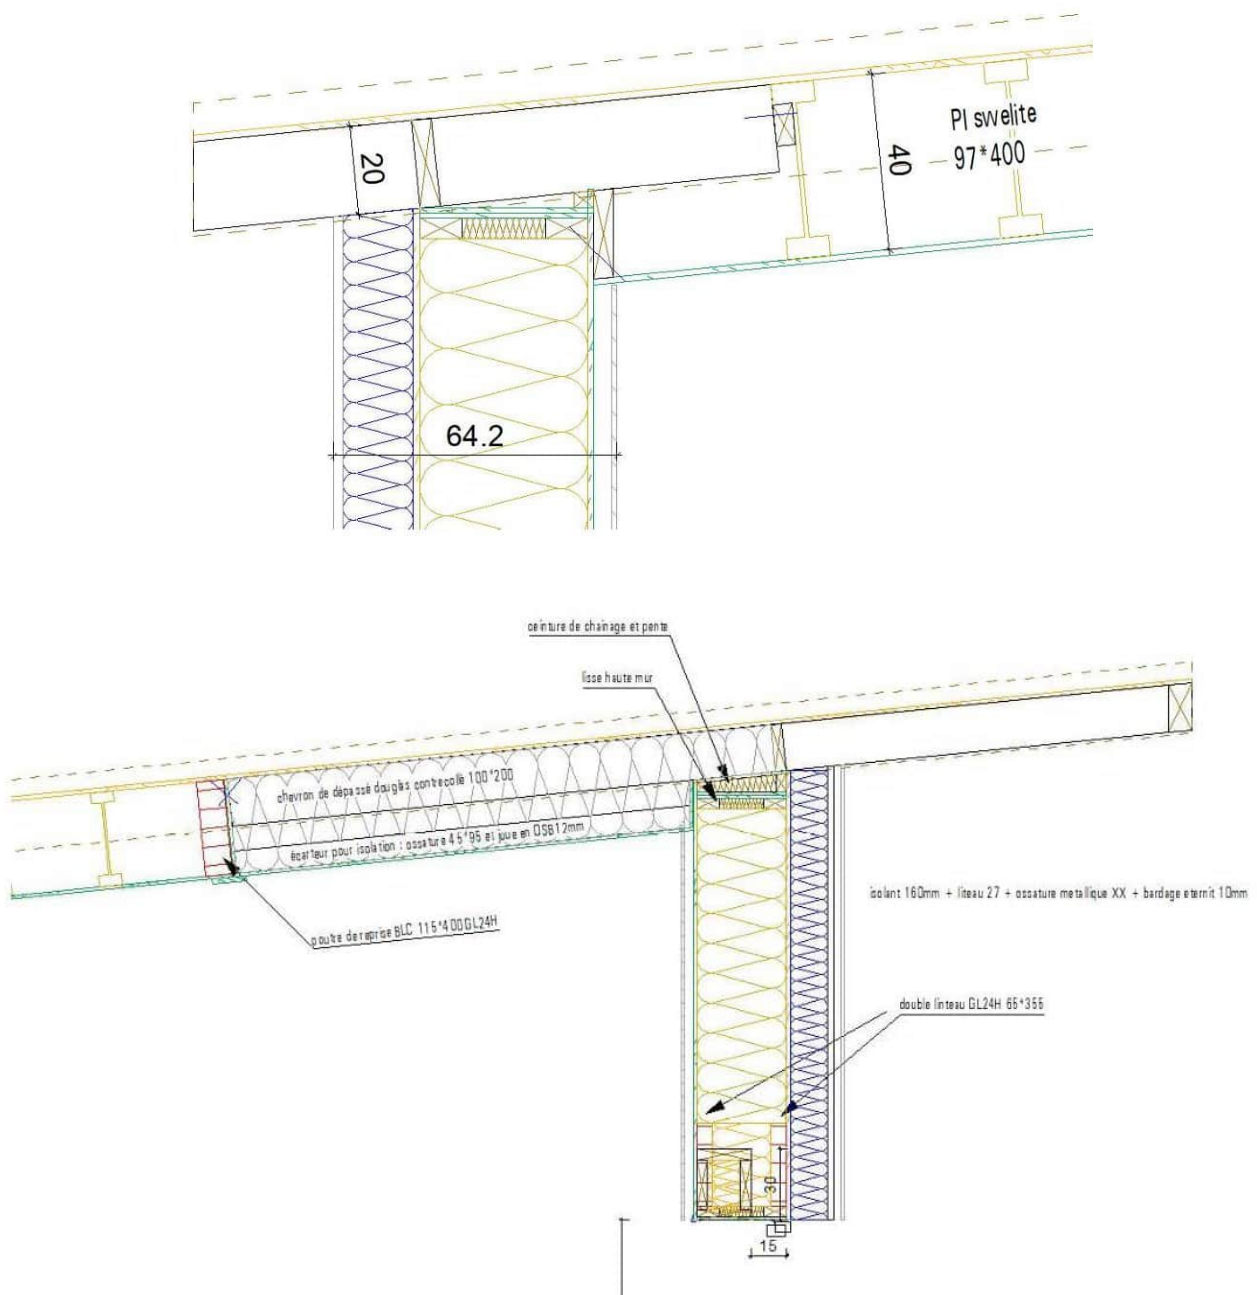 PI swelite
97*400
20
40
64.2
ceinture de chainage et pente
lisse haute mur
chevron de dépassé douglas contrecollé 100*200
écarteur pour isolation : ossature 45*95 et joue en OSB12mm
isolant 160mm + liteau 27 + ossature metallique XX + bardage eternit 10mm
poutre de reprise BLC 115*400GL24H
double linteau GL24H 65*355
30
15